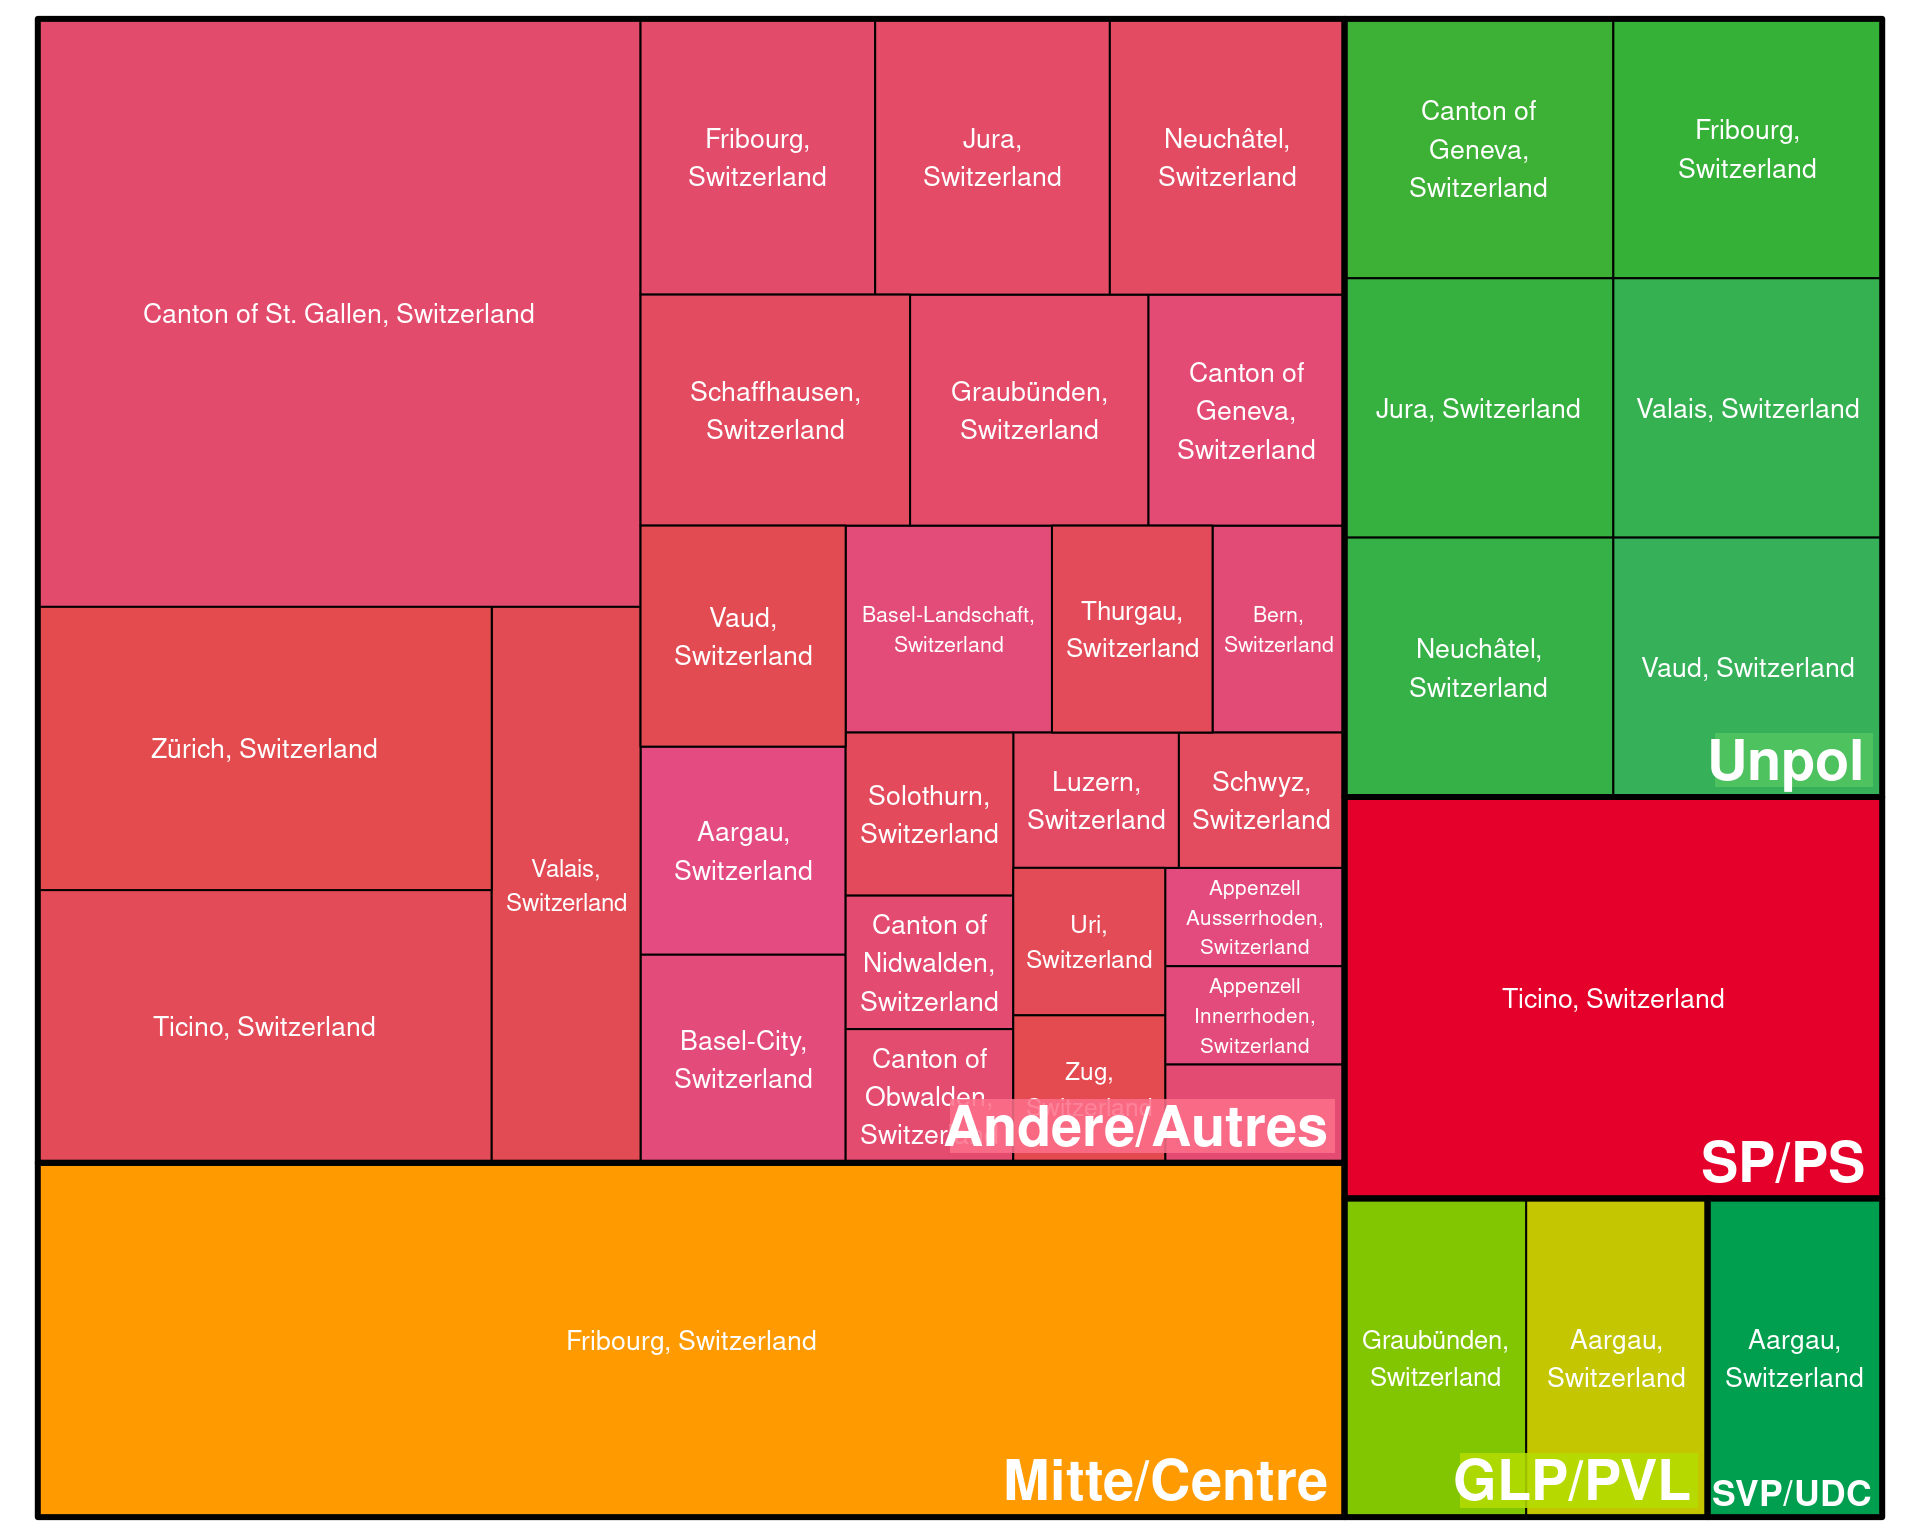 Canton of St. Gallen, Switzerland
Zürich, Switzerland
Ticino, Switzerland
Valais,
Switzerland
Fribourg,
Switzerland
Jura,
Switzerland
Neuchâtel,
Switzerland
Schaffhausen,
Switzerland
Graubünden,
Switzerland
Canton of
Geneva,
Switzerland
Vaud,
Switzerland
Basel-Landschaft,
Switzerland
Thurgau,
Switzerland
Bern,
Switzerland
Aargau,
Switzerland
Basel-City,
Switzerland
Solothurn,
Switzerland
Luzern,
Switzerland
Schwyz,
Switzerland
Canton of
Nidwalden,
Switzerland
Canton of
Obwalden,
Switzerland
Uri,
Switzerland
Zug,
Switzerland
Appenzell
Ausserrhoden,
Switzerland
Appenzell
Innerrhoden,
Switzerland
Andere/Autres
Fribourg, Switzerland
Mitte/Centre
Canton of
Geneva,
Switzerland
Fribourg,
Switzerland
Jura, Switzerland
Valais, Switzerland
Neuchâtel,
Switzerland
Vaud, Switzerland
Unpol
Ticino, Switzerland
SP/PS
Graubünden,
Switzerland
Aargau,
Switzerland
GLP/PVL
Aargau,
Switzerland
SVP/UDC